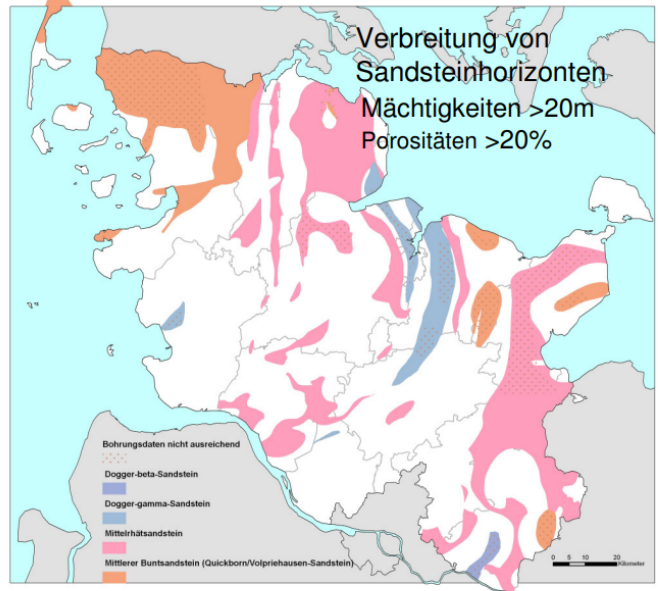 Verbreitung von
Sandsteinhorizonten
Mächtigkeiten >20m
Porositäten >20%
Bohrungsdaten nicht ausreichend
Dogger-beta-Sandstein
Dogger-gamma-Sandstein
Mittelrhätsandstein
Mittlerer Buntsandstein (Quickborn/Volpriehausen-Sandstein)
0 5 10 20
Kilometer